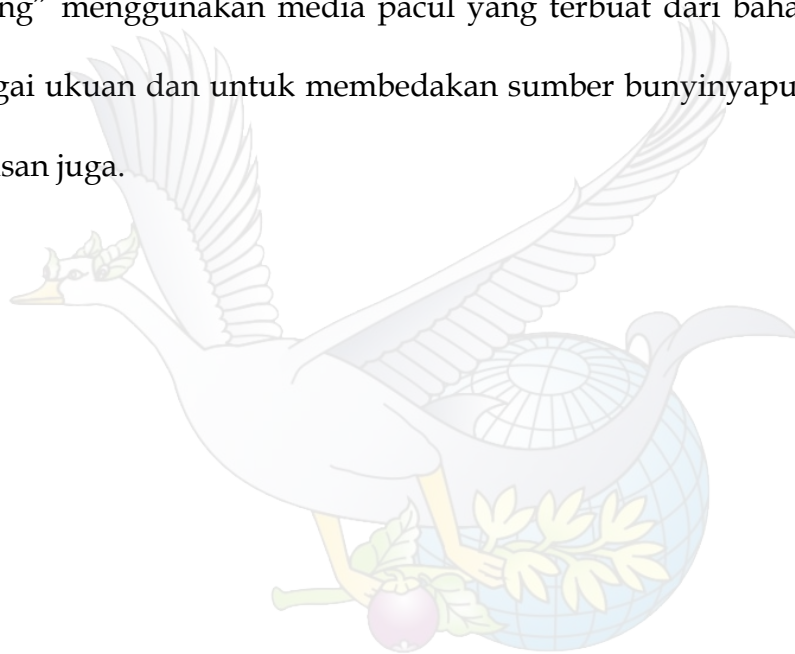 ng” menggunakan media pacul yang terbuat dari baha
gai ukuan dan untuk membedakan sumber bunyinyapu
san juga.